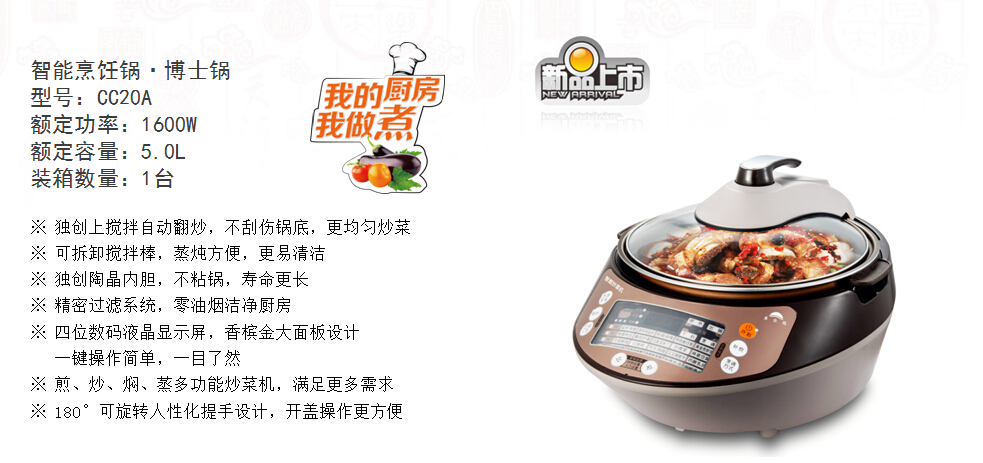 智能烹饪锅·博士锅
型号：CC20A
额定功率：1600W
额定容量：5.0L
装箱数量：1台
我的厨房
我做煮
新品上市
NEW ARRIVAL
※ 独创上搅拌自动翻炒，不刮伤锅底，更均匀炒菜
※ 可拆卸搅拌棒，蒸炖方便，更易清洁
※ 独创陶晶内胆，不粘锅，寿命更长
※ 精密过滤系统，零油烟洁净厨房
※ 四位数码液晶显示屏，香槟金大面板设计
一键操作简单，一目了然
※ 煎、炒、焖、蒸多功能炒菜机，满足更多需求
※ 180°可旋转人性化提手设计，开盖操作更方便